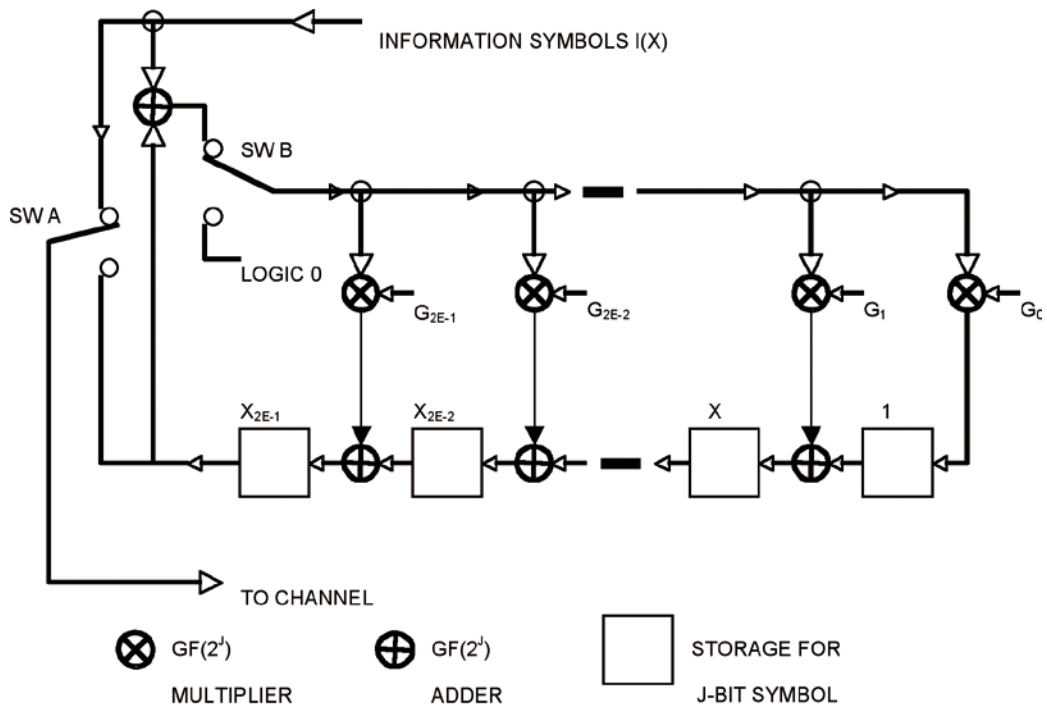 INFORMATION SYMBOLS I(X)
SW B
SW A
LOGIC 0
G2E-1
G2E-2
G1
G0
X2E-1
X2E-2
X
1
TO CHANNEL
GF(2J)
MULTIPLIER
GF(2J)
ADDER
STORAGE FOR
J-BIT SYMBOL